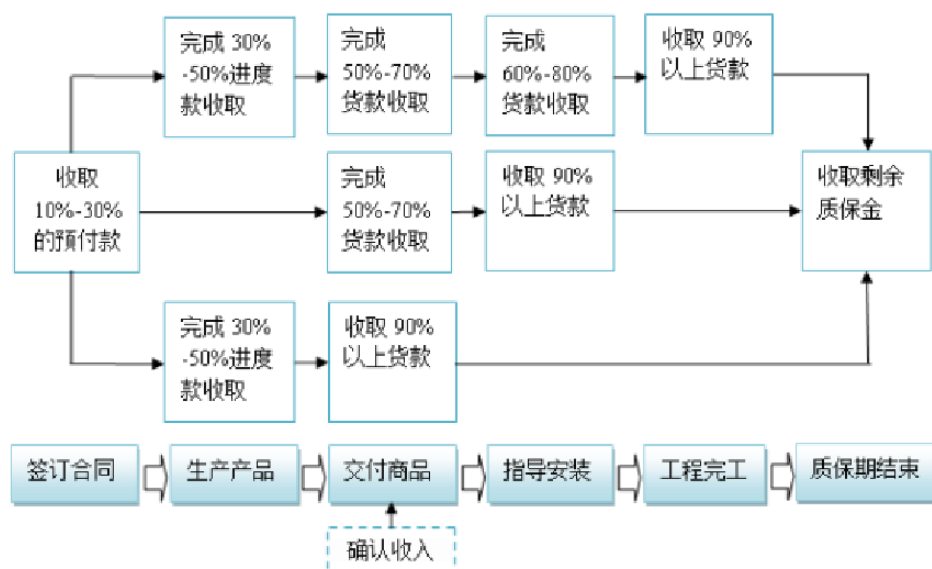 完成 30%
-50%进度
款收取
完成
50%-70%
货款收取
完成
60%-80%
货款收取
收取 90%
以上货款
收取
10%-30%
的预付款
完成
50%-70%
货款收取
收取 90%
以上货款
收取剩余
质保金
完成 30%
-50%进度
款收取
收取 90%
以上货款
签订合同
生产产品
交付商品
指导安装
工程完工
质保期结束
确认收入